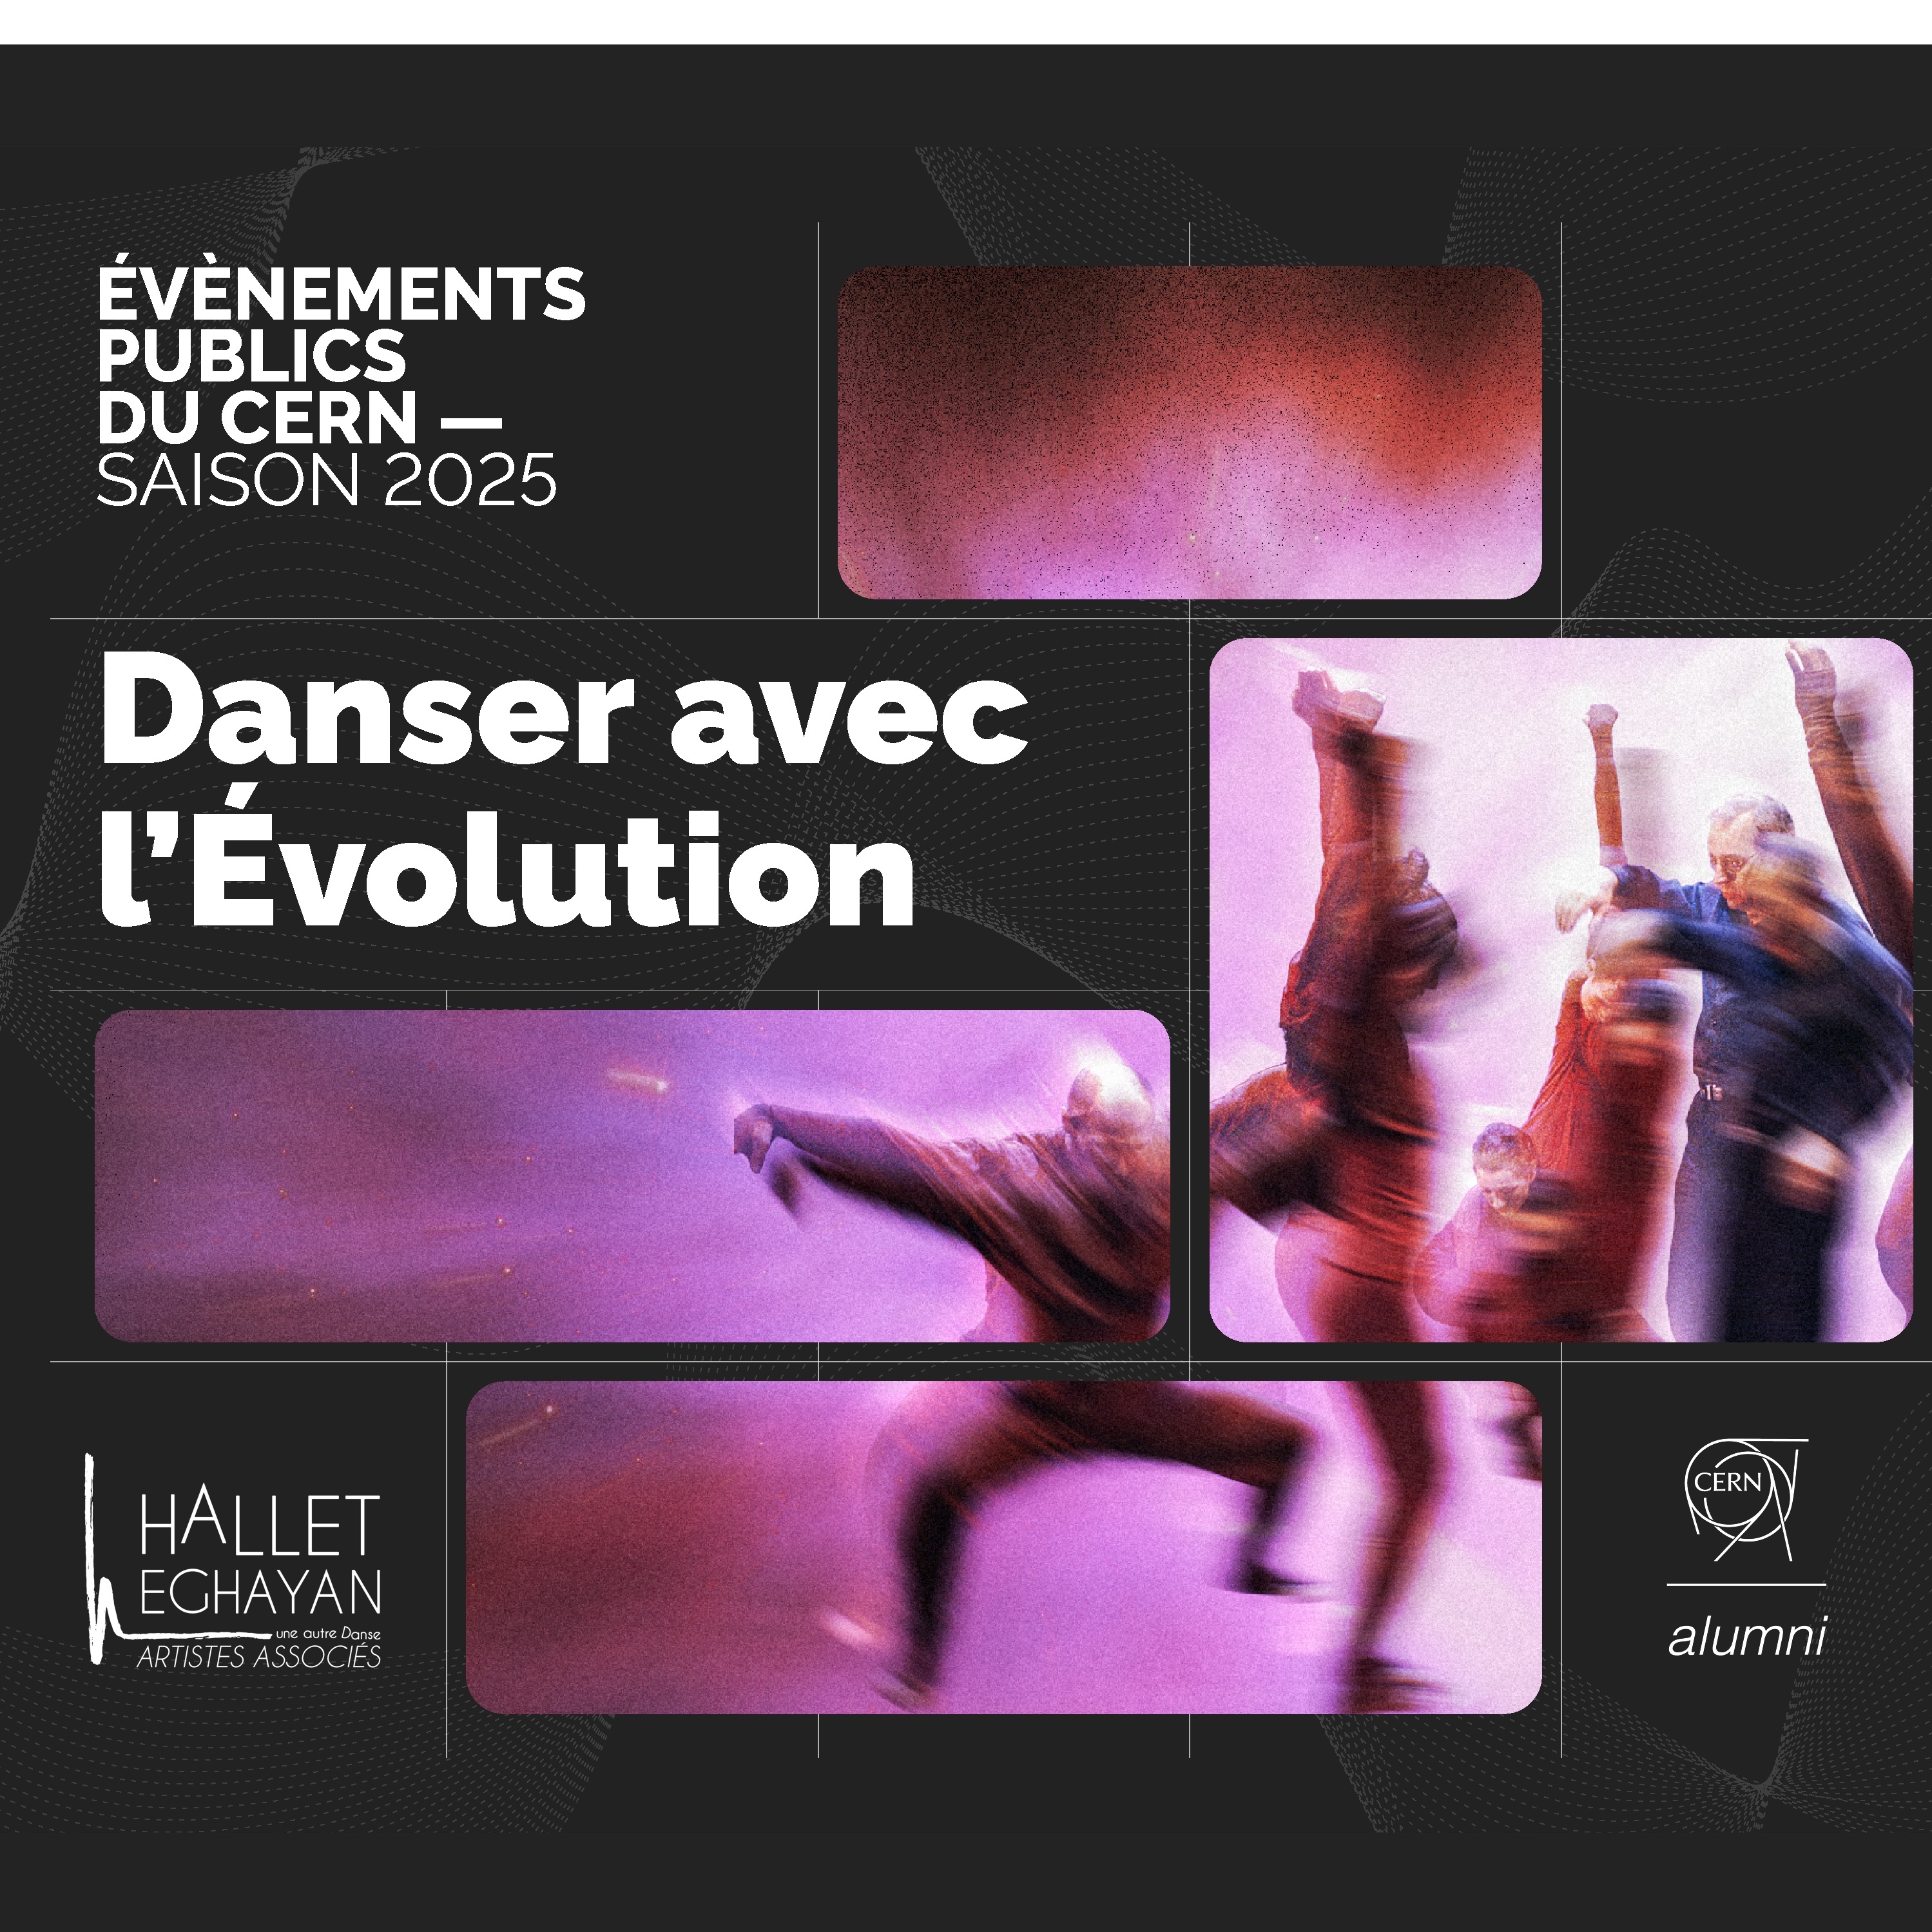 ÉVÈNEMENTS
PUBLICS
DU CERN —
SAISON 2025
Danser avec
l’Évolution
HALLET
EGHAYAN
une autre Danse
ARTISTES ASSOCIÉS
CERN
alumni